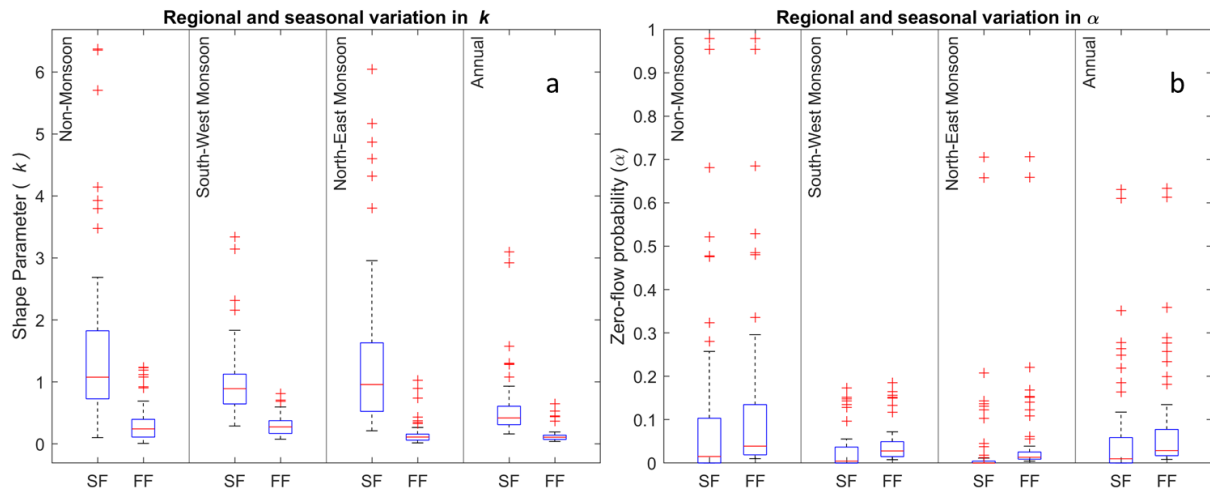 Regional and seasonal variation in k
Shape Parameter ( k )
6
5
4
3
2
1
0
Non-Monsoon
South-West Monsoon
North-East Monsoon
Annual
a
SF FF SF FF SF FF SF FF
Regional and seasonal variation in α
Zero-flow probability (α)
1
0.9
0.8
0.7
0.6
0.5
0.4
0.3
0.2
0.1
0
Non-Monsoon
South-West Monsoon
North-East Monsoon
Annual
b
SF FF SF FF SF FF SF FF